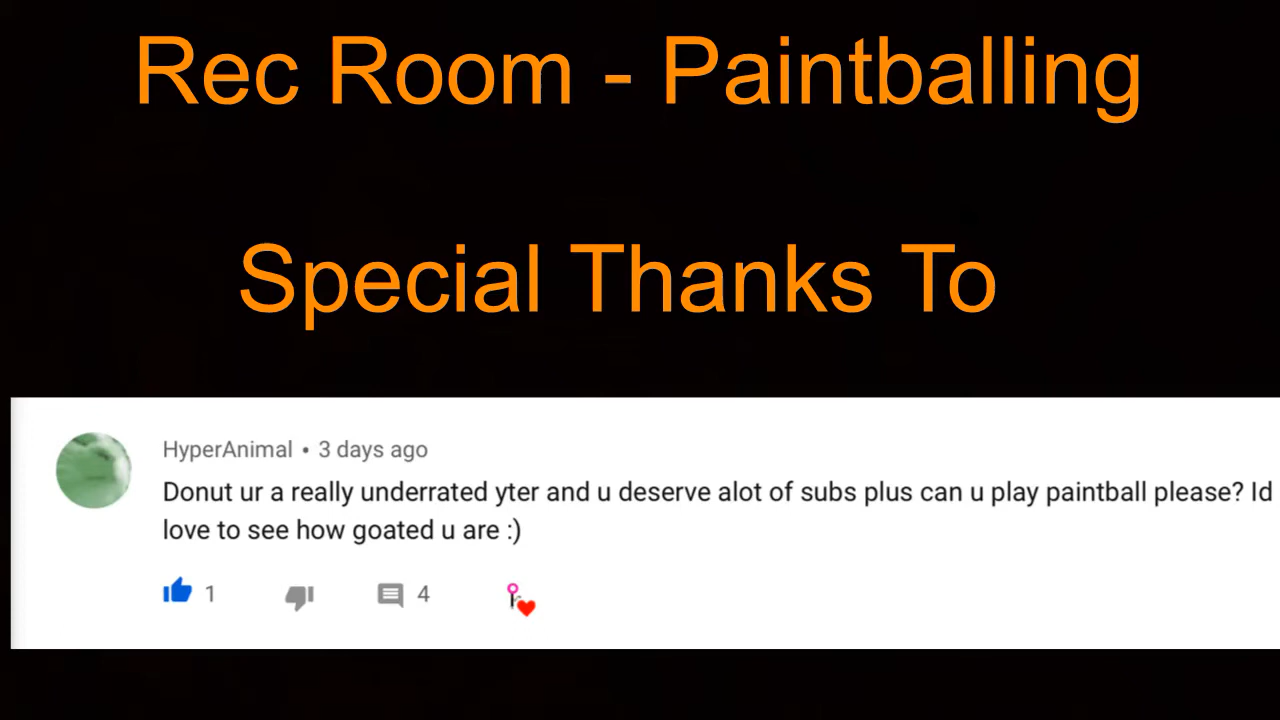 Rec Room - Paintballing
Special Thanks To
HyperAnimal • 3 days ago
Donut ur a really underrated yter and u deserve alot of subs plus can u play paintball please? Id
love to see how goated u are :)
1 4